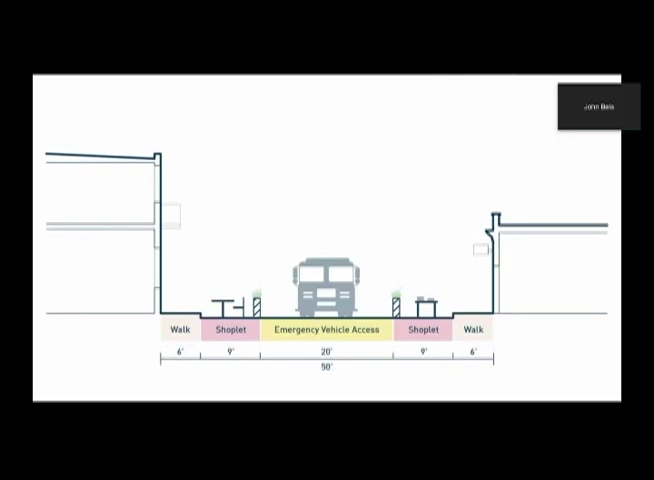 John Bela
Walk Shoplet Emergency Vehicle Access Shoplet Walk
6' 9' 20' 9' 6'
50'